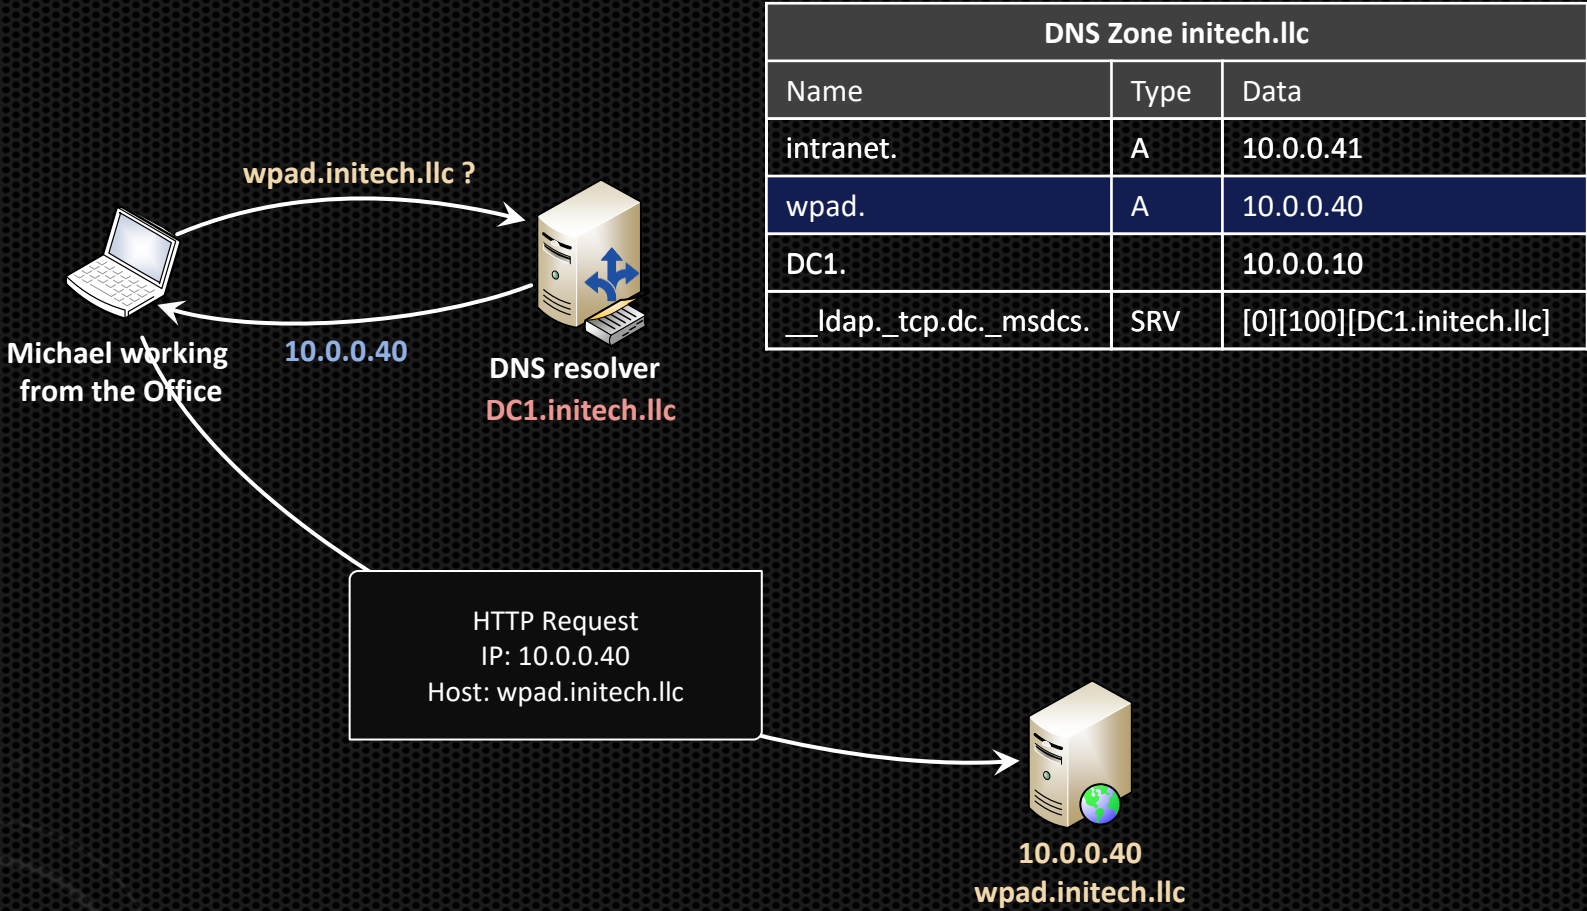 DNS Zone initech.llc
Name Type Data
intranet. A 10.0.0.41
wpad. A 10.0.0.40
DC1. 10.0.0.10
__ldap._tcp.dc._msdcs. SRV [0][100][DC1.initech.llc]
wpad.initech.llc ?
10.0.0.40
Michael working
from the Office
DNS resolver
DC1.initech.llc
HTTP Request
IP: 10.0.0.40
Host: wpad.initech.llc
10.0.0.40
wpad.initech.llc